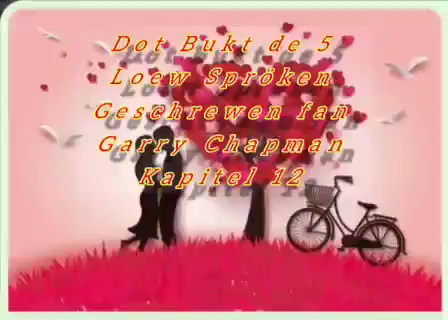 Dot Bukt de 5
Loew Spröken
Geschrewen fan
Garry Chapman
Kapitel 12